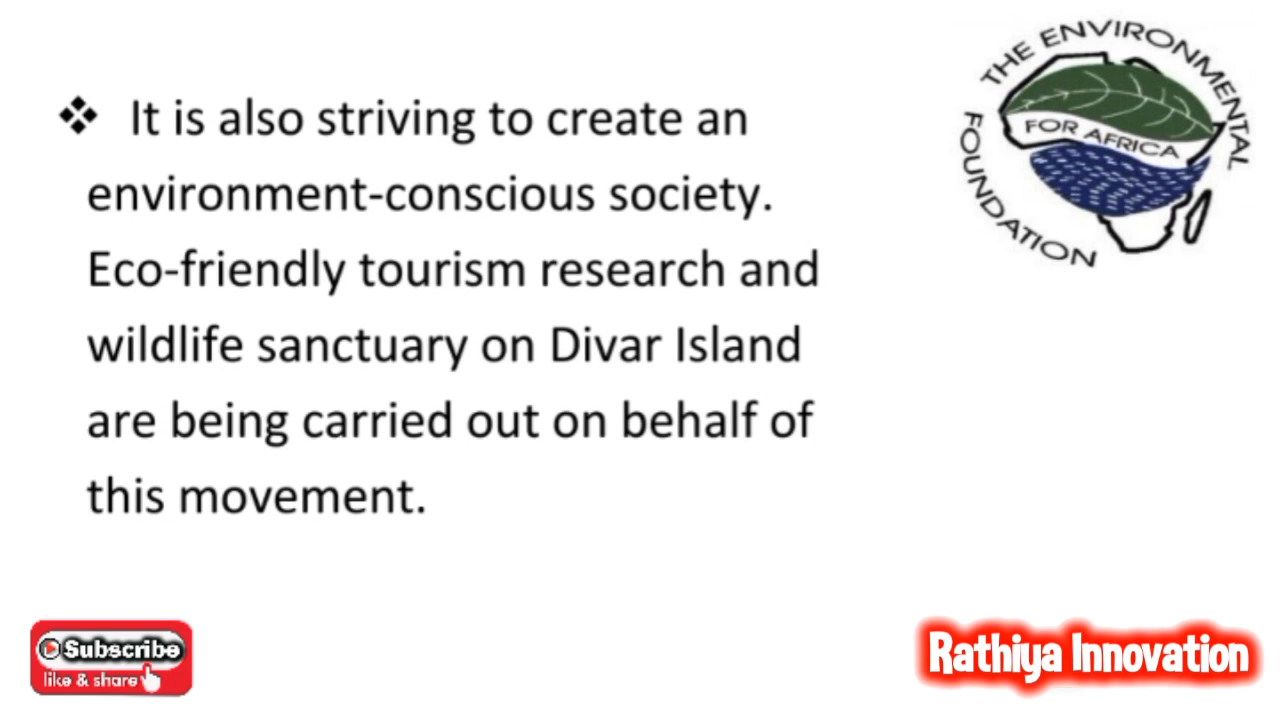 ❖ It is also striving to create an
environment-conscious society.
Eco-friendly tourism research and
wildlife sanctuary on Divar Island
are being carried out on behalf of
this movement.
THE ENVIRONMENTAL
FOUNDATION
FOR AFRICA
Subscribe
like & share
Rathiya Innovation